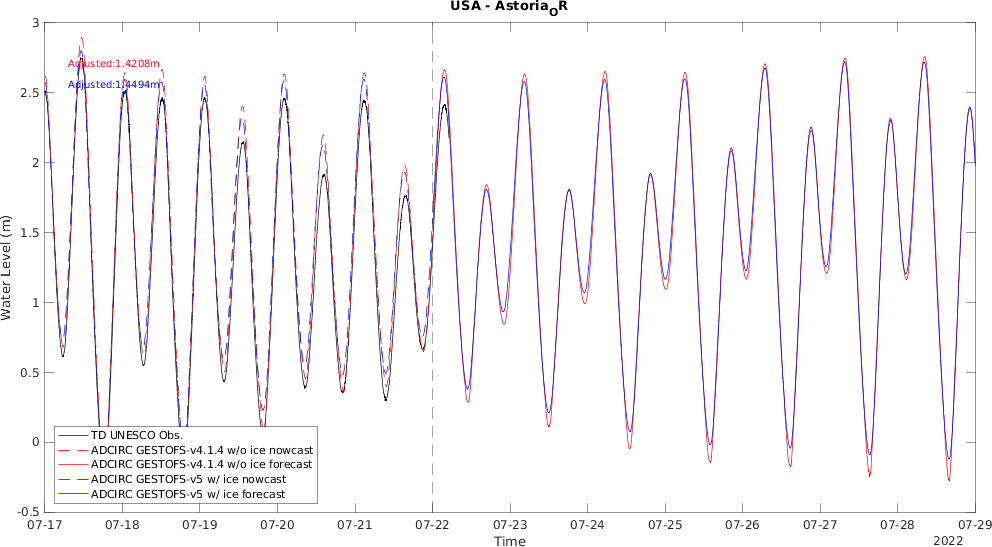 USA - Astoria_OR
3
Adjusted:1.4208m
Adjusted:1.4494m
2.5
2
1.5
1
0.5
0
-0.5
Water Level (m)
TD UNESCO Obs.
ADCIRC GESTOFS-v4.1.4 w/o ice nowcast
ADCIRC GESTOFS-v4.1.4 w/o ice forecast
ADCIRC GESTOFS-v5 w/ ice nowcast
ADCIRC GESTOFS-v5 w/ ice forecast
07-17 07-18 07-19 07-20 07-21 07-22 07-23 07-24 07-25 07-26 07-27 07-28 07-29
Time
2022